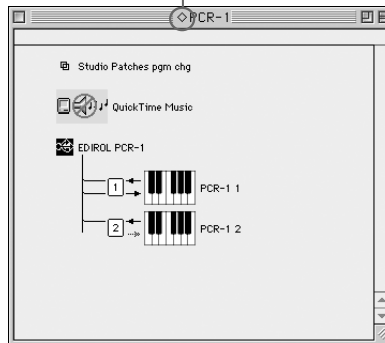 ◇PCR-1
Studio Patches pgm chg
QuickTime Music
EDIROL PCR-1
1 PCR-1 1
2 PCR-1 2